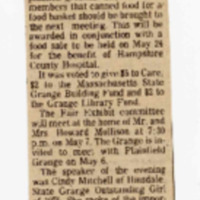 members that canned food for a
food basket should be brought to
the next meeting. This will be
awarded in conjunction with a
food sale to be held on May 24
for the benefit of Hampshire
County Hospital.
It was voted to give $5 to Care,
$2 to the Massachusetts State
Grange Building Fund and $2 to
the Grange Library Fund.
The Fair Exhibit committee
will meet at the home of Mr. and
Mrs Howard Mollison at 7:30
p.m. on May 7. The Grange is in-
vited to meet with Plainfield
Grange on May 6.
The speaker of the evening
was Cindy Mitchell of Hinsdale,
State Grange Outstanding Girl